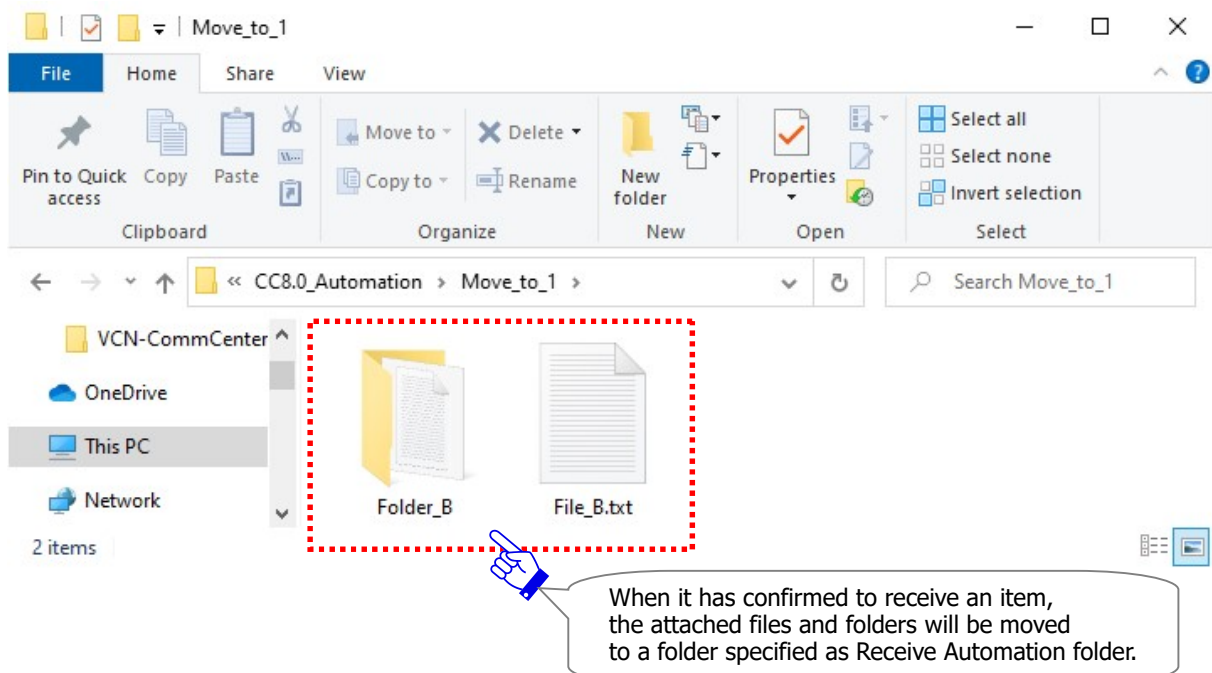 Move_to_1
File Home Share View
Pin to Quick access
Copy
Paste
Clipboard
Move to
Copy to
Delete
Rename
Organize
New folder
New
Properties
Open
Select all
Select none
Invert selection
Select
« CC8.0_Automation › Move_to_1 ›
Search Move_to_1
VCN-CommCenter
OneDrive
This PC
Network
Folder_B
File_B.txt
2 items
When it has confirmed to receive an item,
the attached files and folders will be moved
to a folder specified as Receive Automation folder.